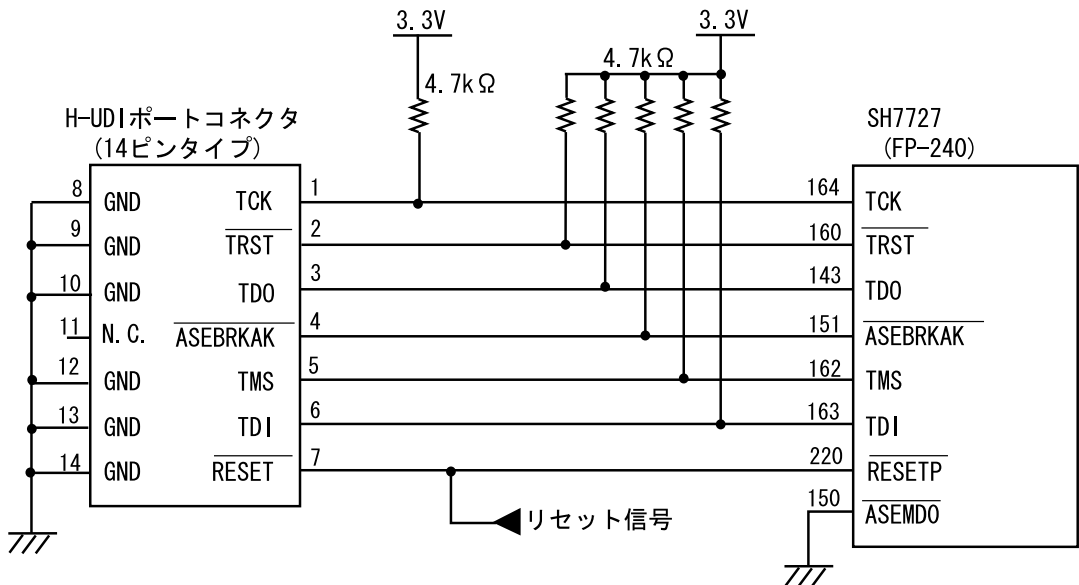 3.3V
3.3V
4.7kΩ
4.7kΩ
H-UDIポートコネクタ
(14ピンタイプ)
SH7727
(FP-240)
8 GND TCK 1 164 TCK
9 GND TRST 2 160 TRST
10 GND TDO 3 143 TDO
11 N.C. ASEBRKAK 4 151 ASEBRKAK
12 GND TMS 5 162 TMS
13 GND TDI 6 163 TDI
14 GND RESET 7 220 RESETP
150 ASEMDO
リセット信号